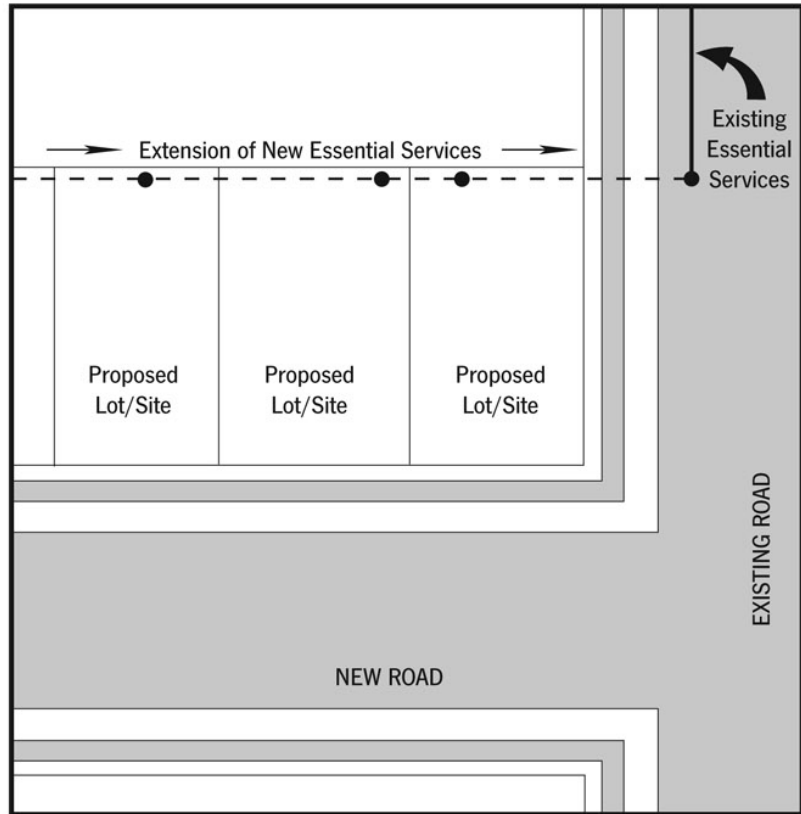 Extension of New Essential Services
Existing
Essential
Services
Proposed
Lot/Site
Proposed
Lot/Site
Proposed
Lot/Site
EXISTING ROAD
NEW ROAD